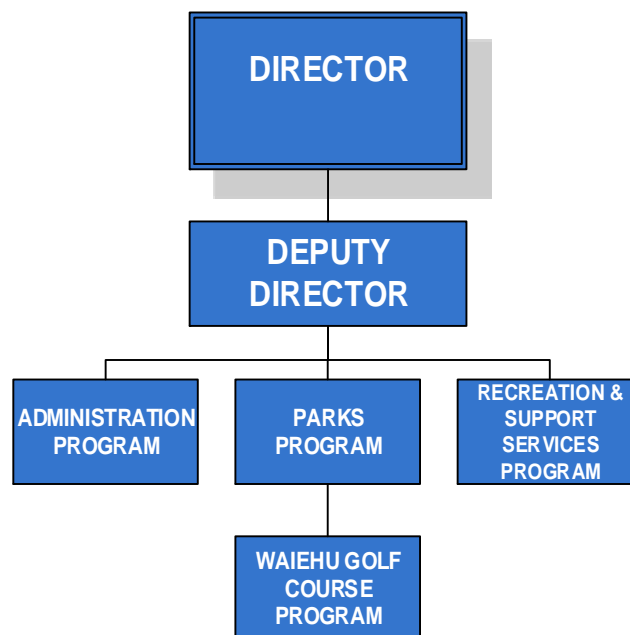 DIRECTOR
DEPUTY
DIRECTOR
ADMINISTRATION
PROGRAM
PARKS
PROGRAM
RECREATION &
SUPPORT
SERVICES
PROGRAM
WAIEHU GOLF
COURSE
PROGRAM